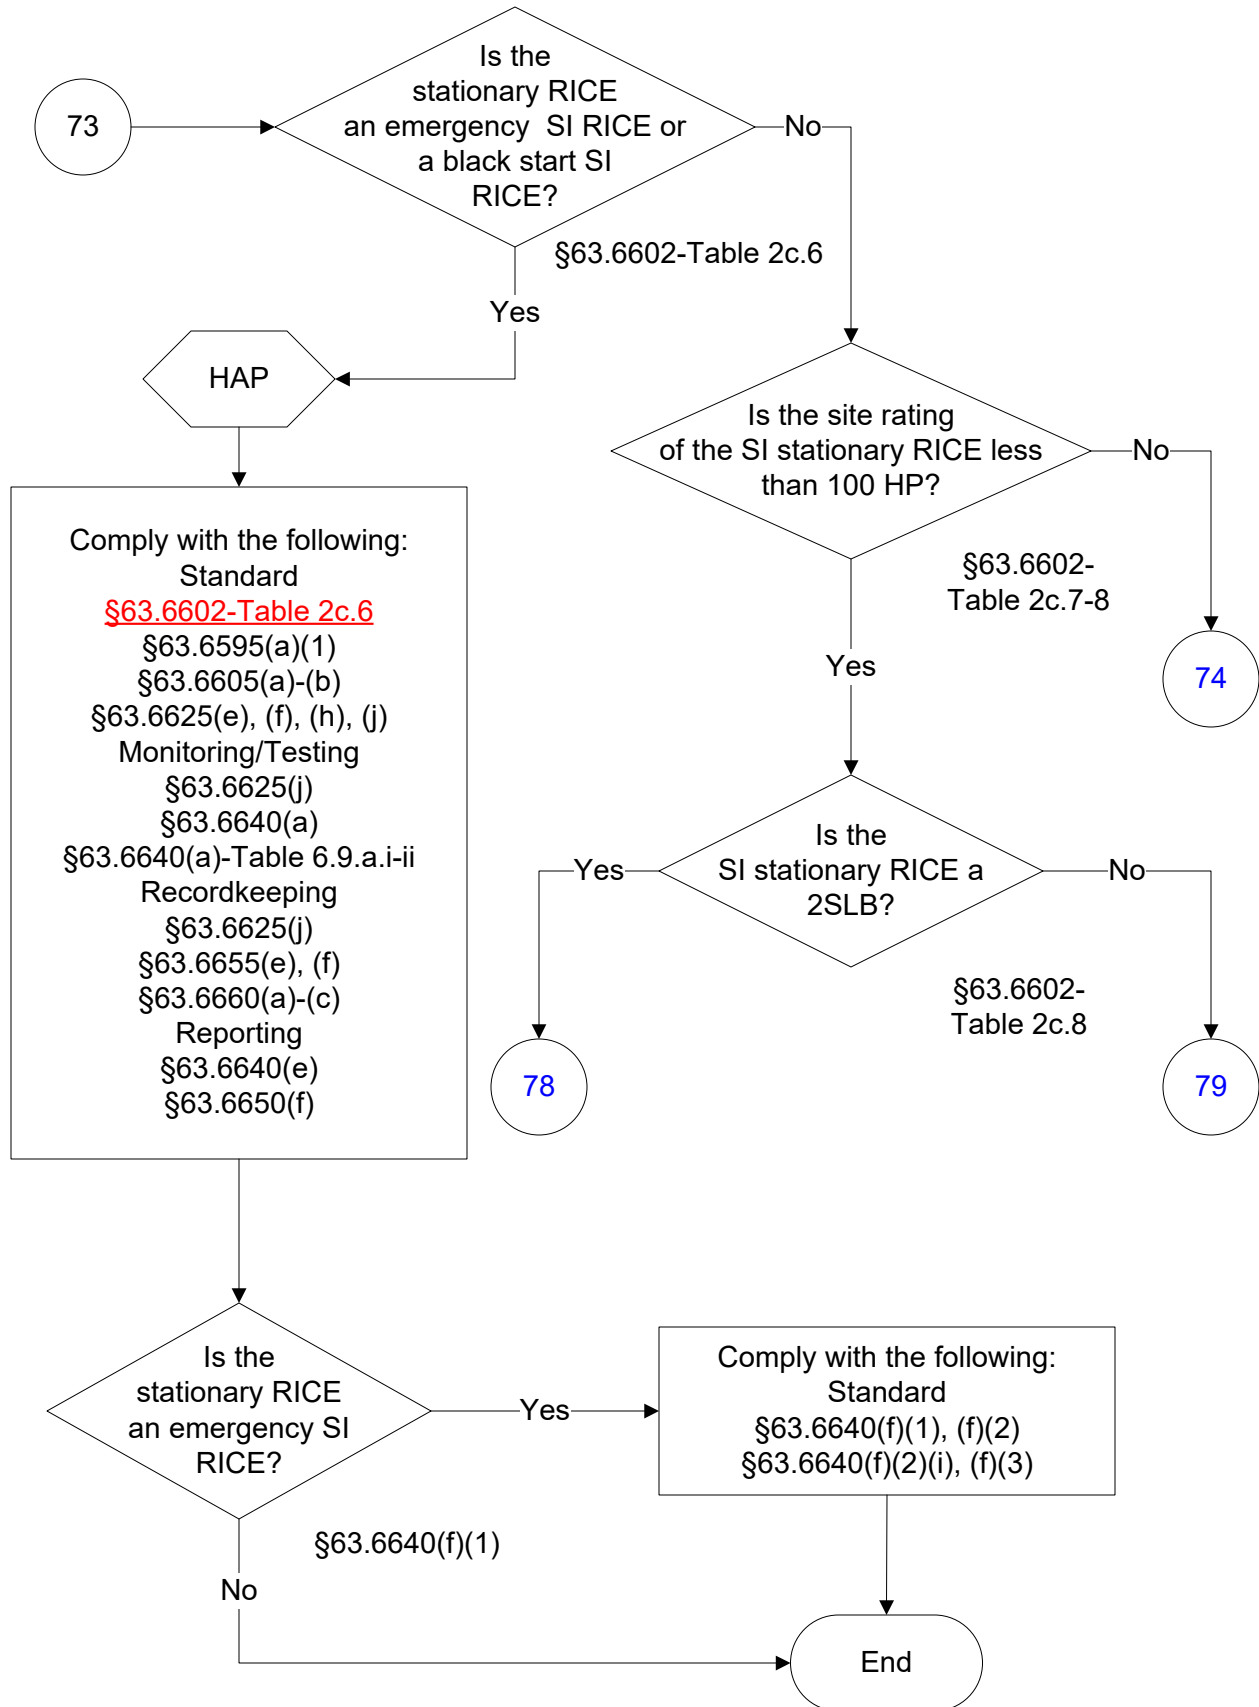 73
Is the
stationary RICE
an emergency  SI RICE or
a black start SI
RICE?
No
§63.6602-Table 2c.6
Yes
HAP
Is the site rating
of the SI stationary RICE less
than 100 HP?
No
§63.6602-
Table 2c.7-8
74
Yes
Comply with the following:
Standard
§63.6602-Table 2c.6
§63.6595(a)(1)
§63.6605(a)-(b)
§63.6625(e), (f), (h), (j)
Monitoring/Testing
§63.6625(j)
§63.6640(a)
§63.6640(a)-Table 6.9.a.i-ii
Recordkeeping
§63.6625(j)
§63.6655(e), (f)
§63.6660(a)-(c)
Reporting
§63.6640(e)
§63.6650(f)
Is the
SI stationary RICE a
2SLB?
Yes
No
§63.6602-
Table 2c.8
78
79
Is the
stationary RICE
an emergency SI
RICE?
Yes
Comply with the following:
Standard
§63.6640(f)(1), (f)(2)
§63.6640(f)(2)(i), (f)(3)
§63.6640(f)(1)
No
End